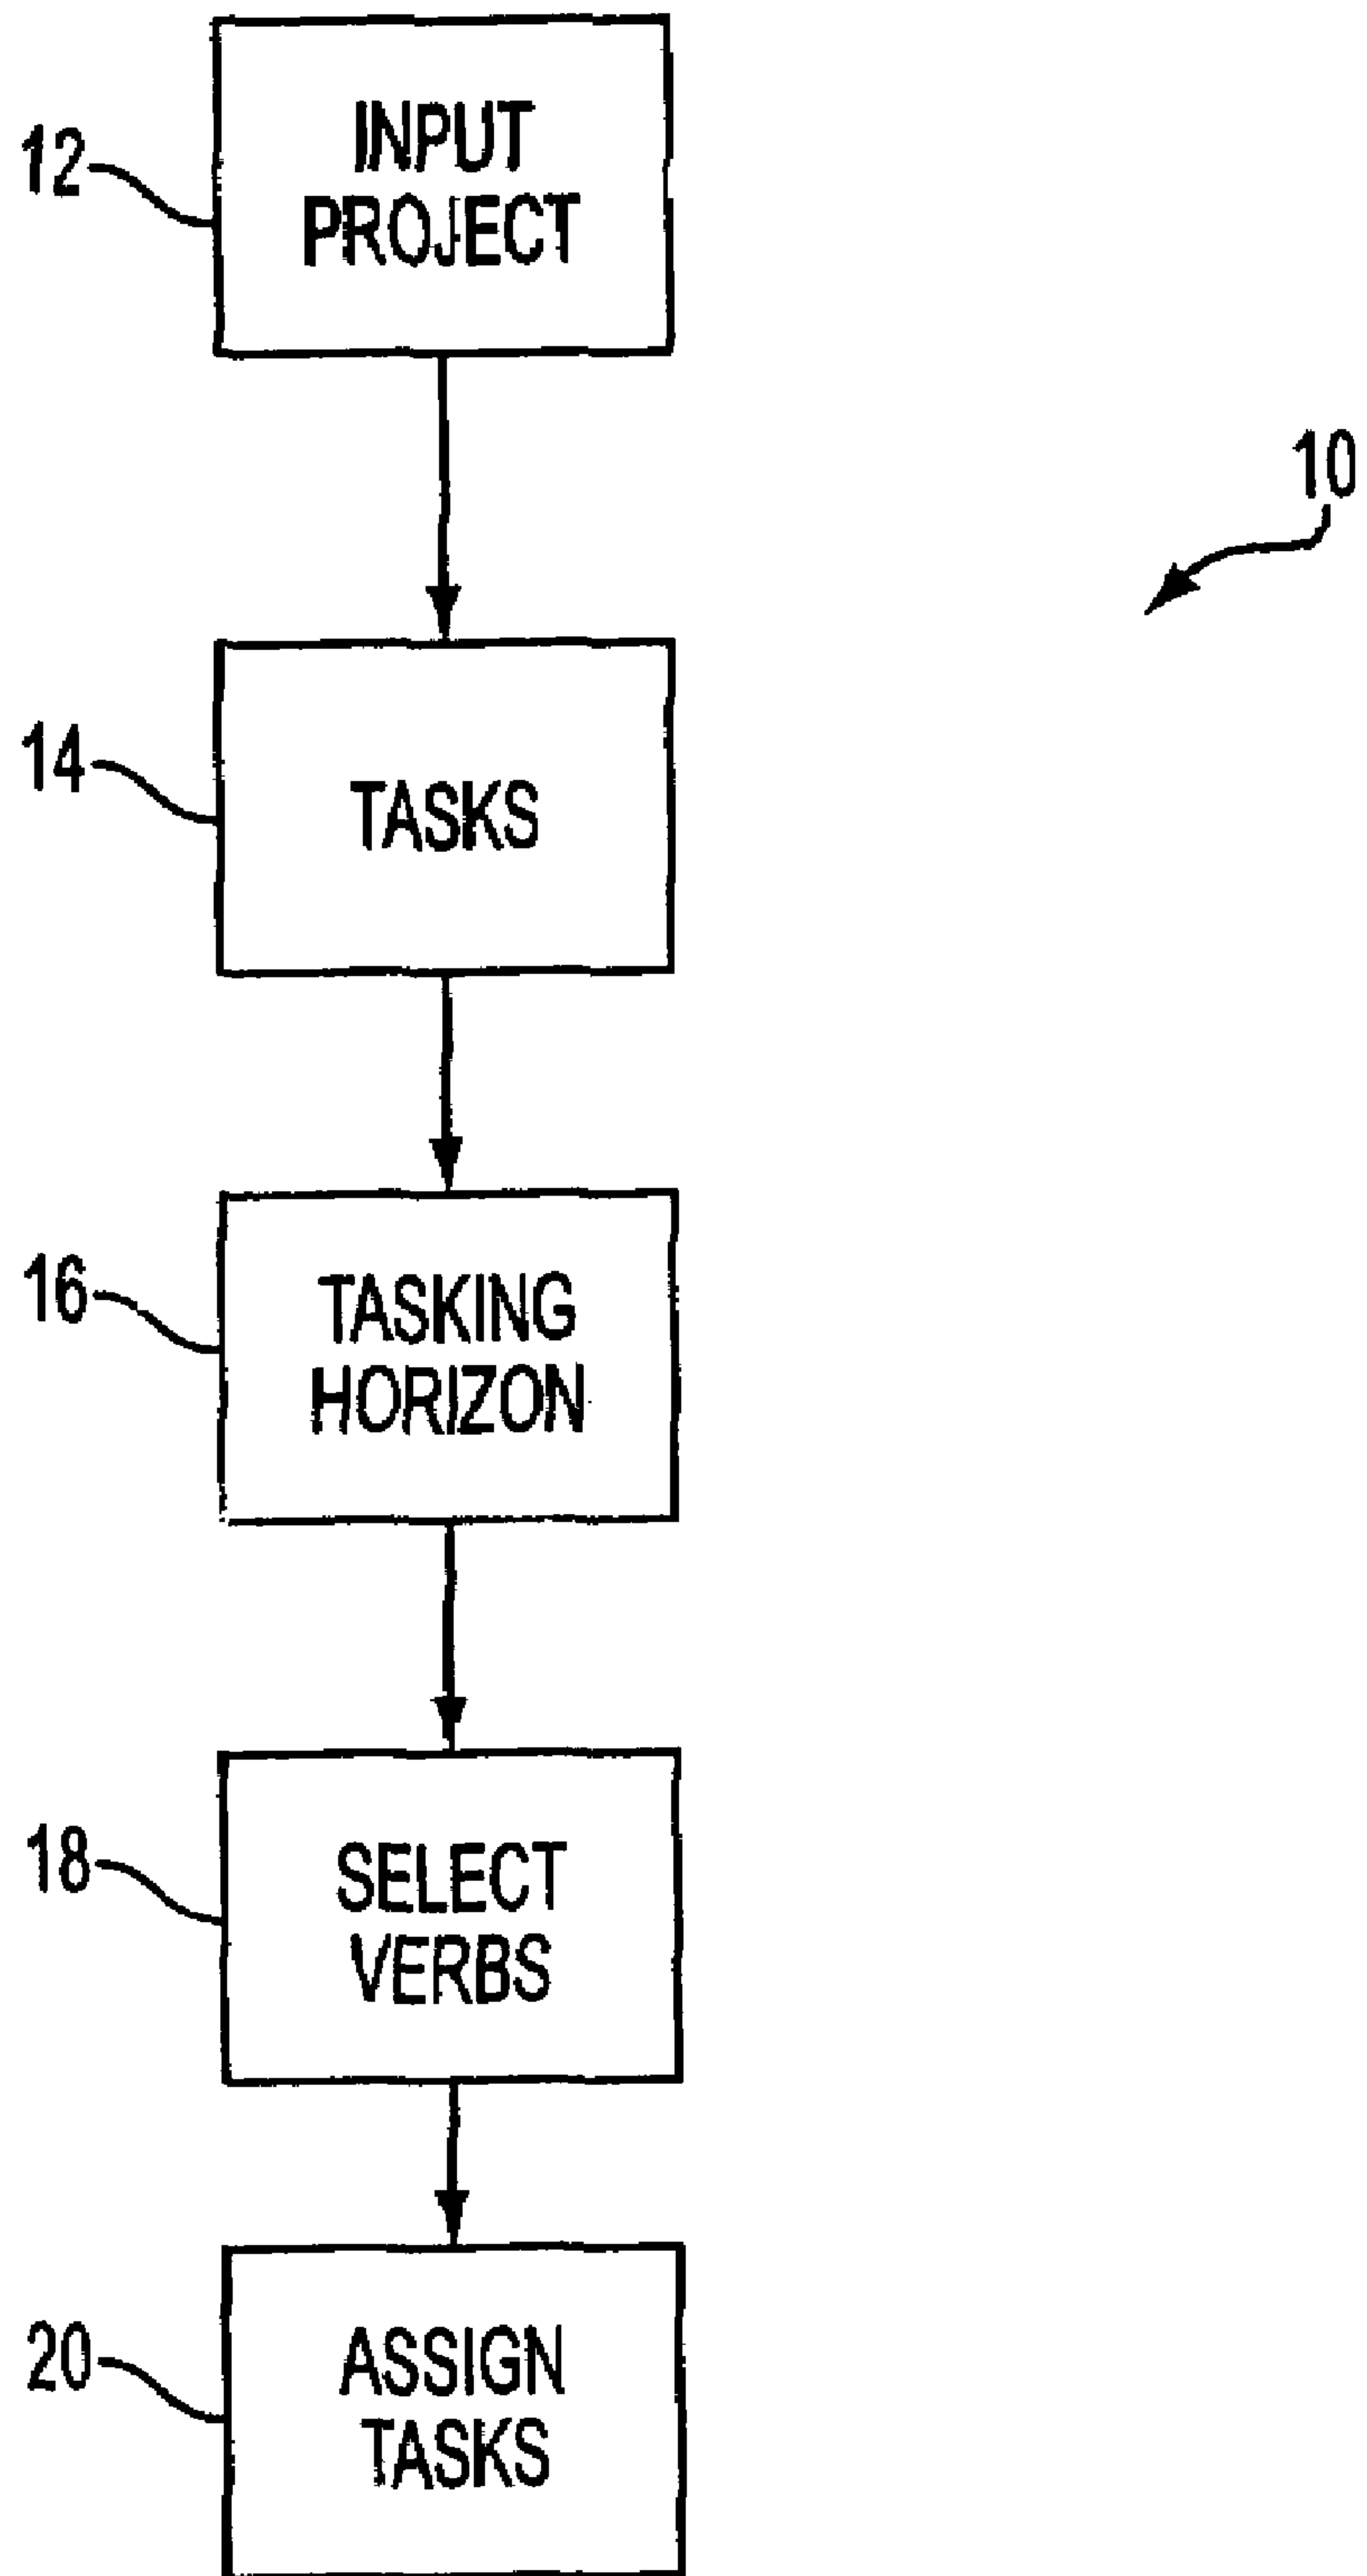 12
INPUT
PROJECT
10
14
TASKS
16
TASKING
HORIZON
18
SELECT
VERBS
20
ASSIGN
TASKS